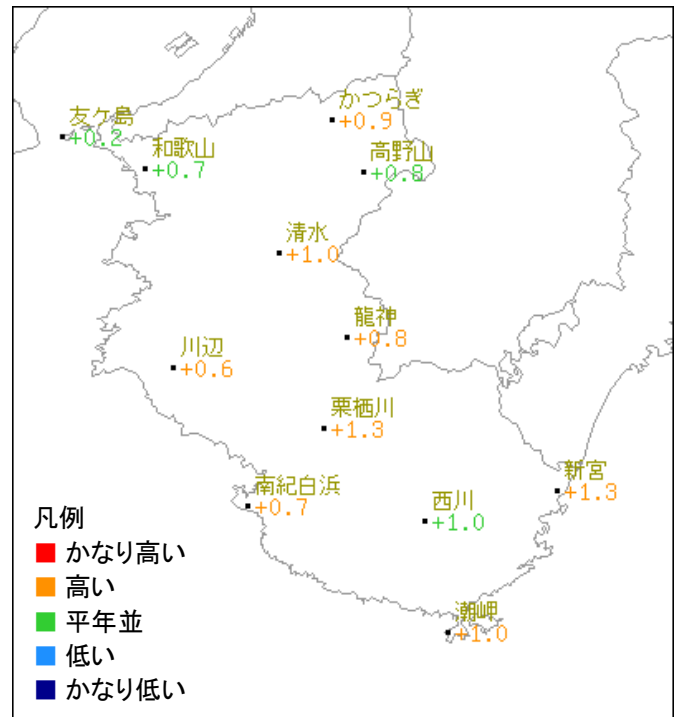 かつらぎ
+0.9
友ケ島
+0.2
和歌山
+0.7
高野山
+0.8
清水
+1.0
龍神
+0.8
川辺
+0.6
栗栖川
+1.3
南紀白浜
+0.7
西川
+1.0
新宮
+1.3
潮岬
+1.0
凡例
かなり高い
高い
平年並
低い
かなり低い